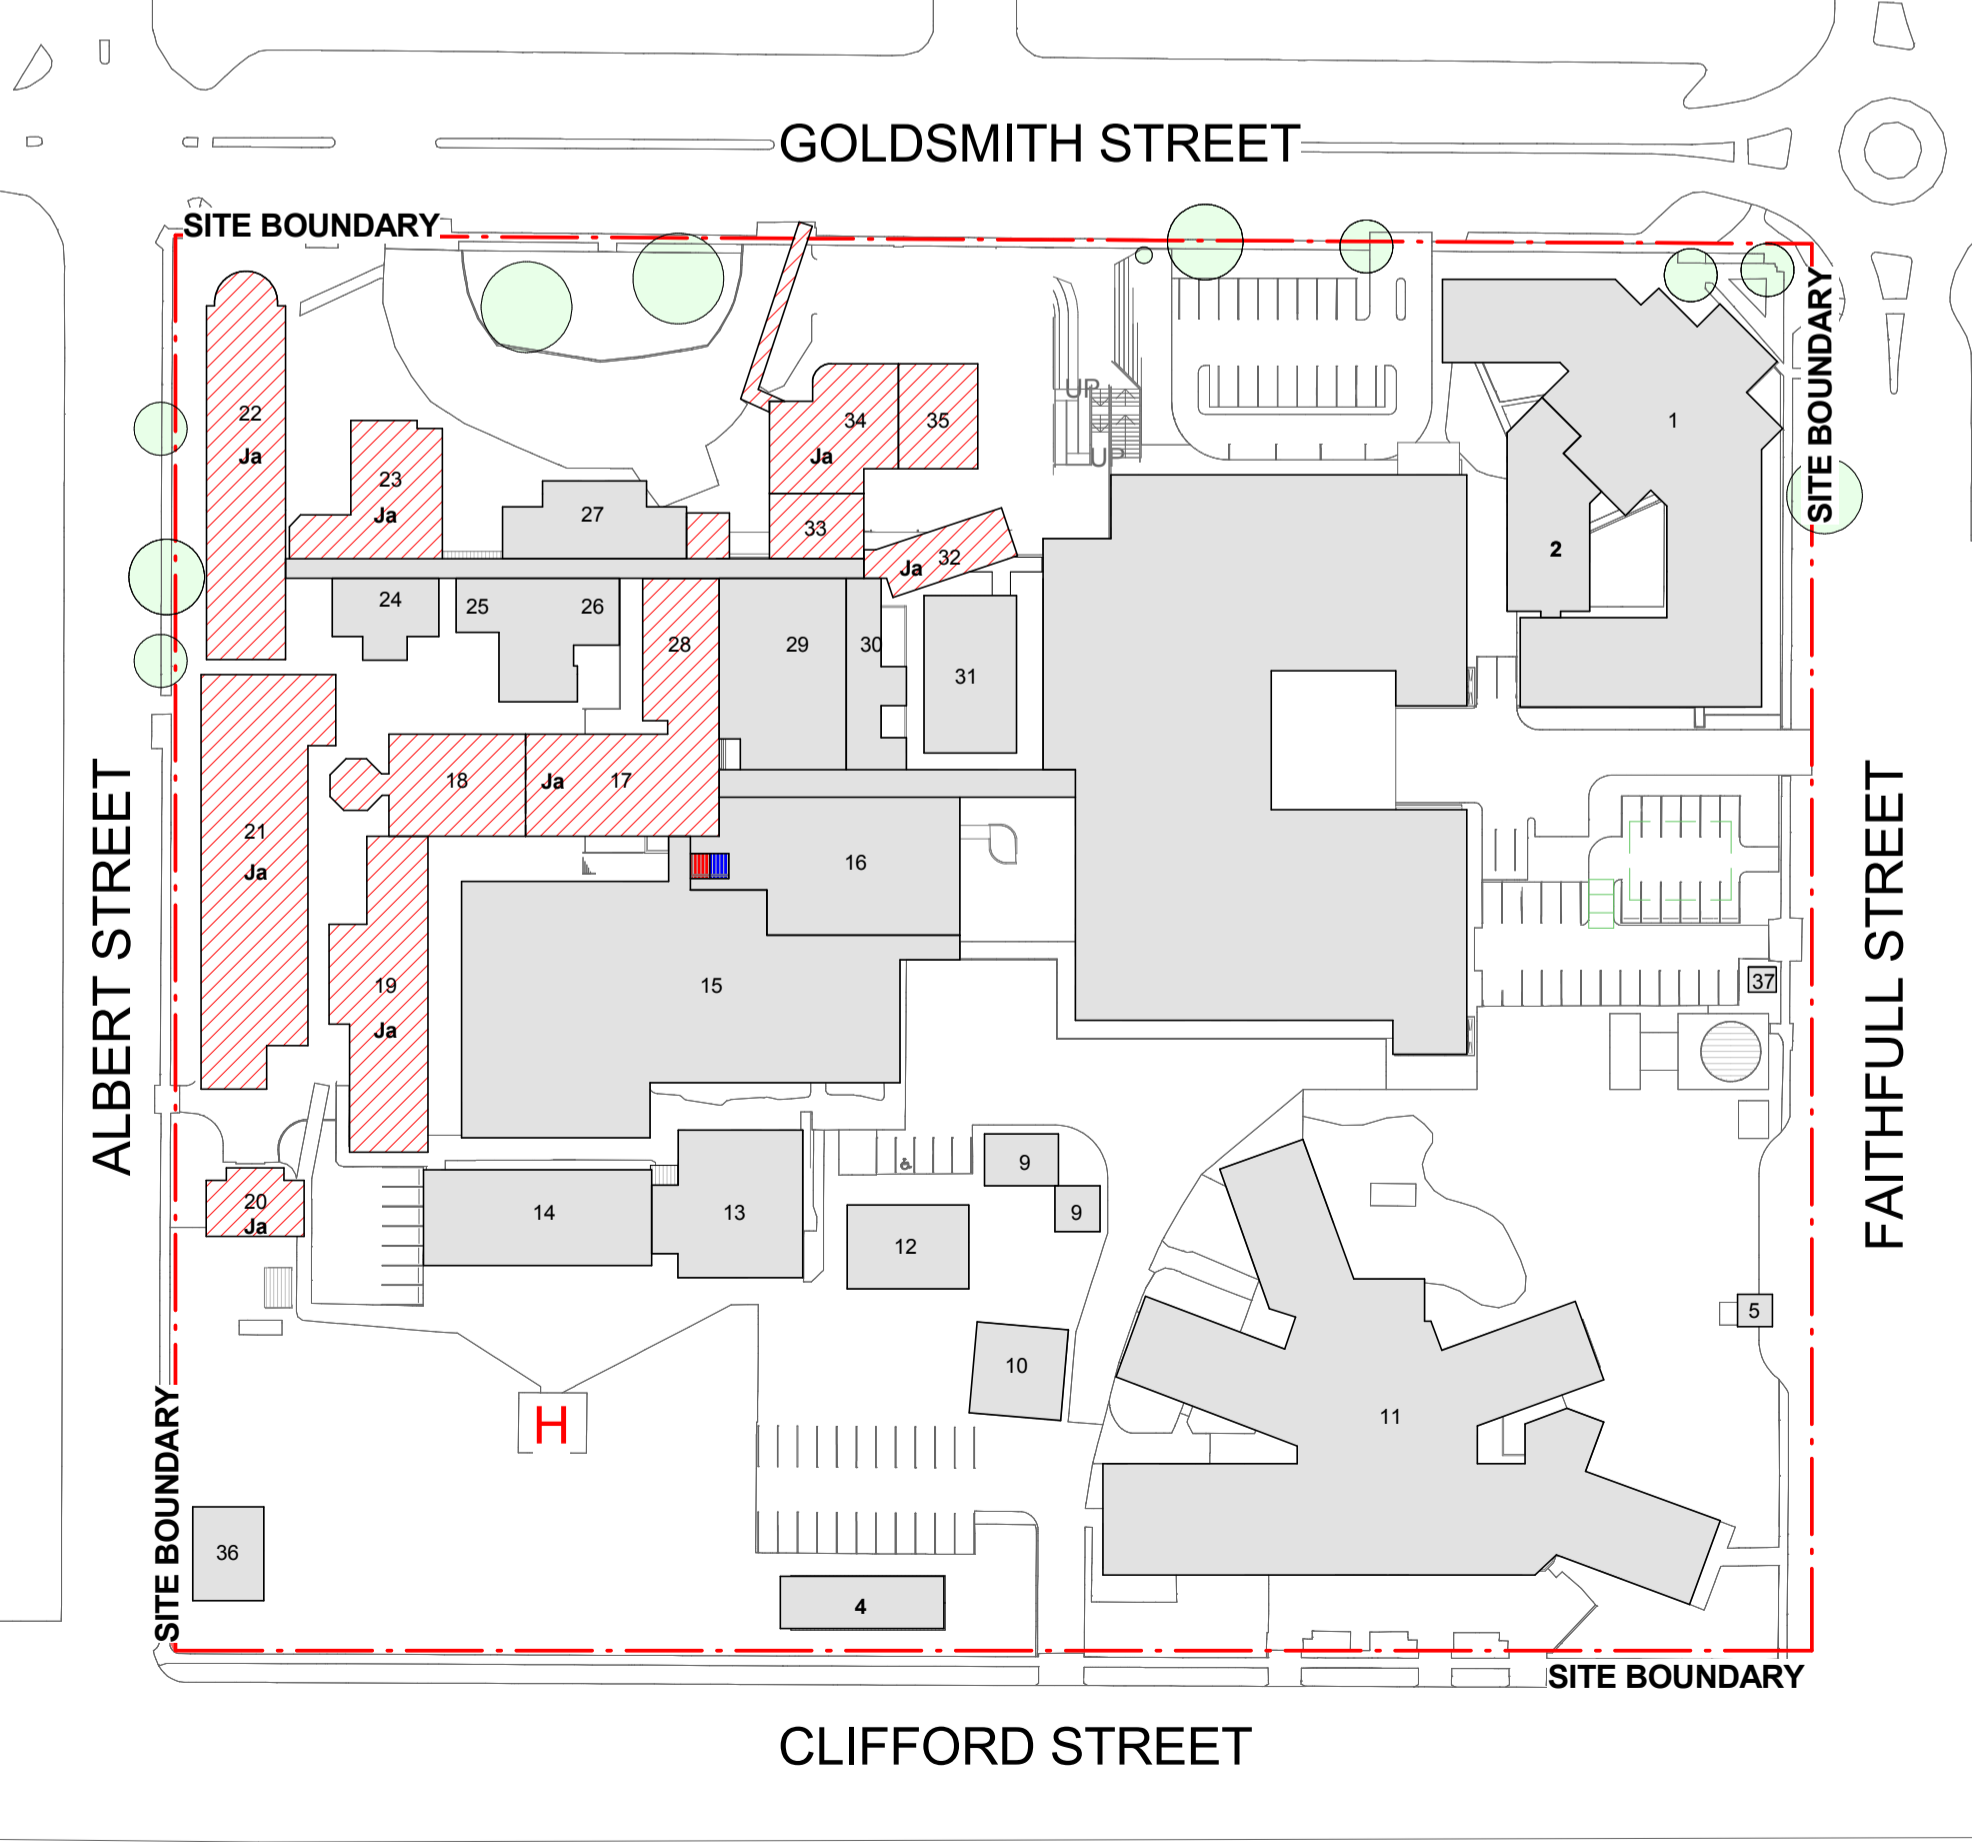 GOLDSMITH STREET
SITE BOUNDARY
SITE BOUNDARY
22
Ja
23
Ja
27
34
Ja
35
33
32
Ja
UP
UP
1
2
24
25
26
28
29
30
31
18
Ja
17
21
Ja
16
19
Ja
15
37
ALBERT STREET
FAITHFULL STREET
20
Ja
14
13
9
9
12
10
5
11
H
36
4
SITE BOUNDARY
SITE BOUNDARY
CLIFFORD STREET